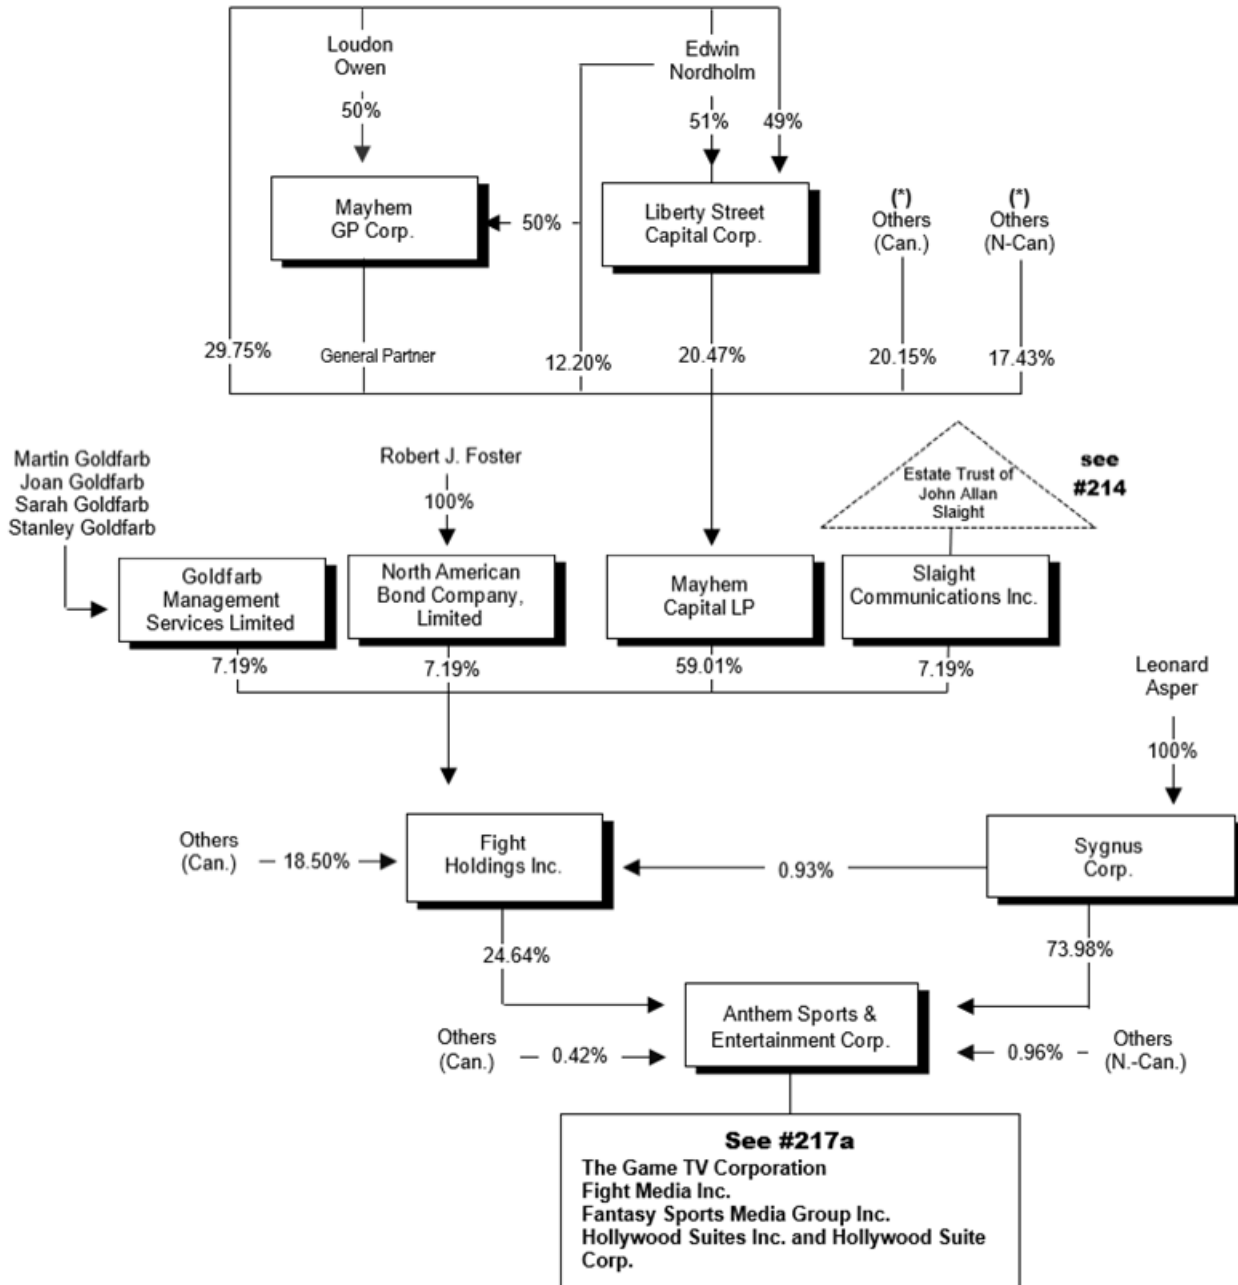 Loudon
Owen
50%
Edwin
Nordholm
51%
49%
Mayhem
GP Corp.
50%
Liberty Street
Capital Corp.
(*)
Others
(Can.)
(*)
Others
(N-Can)
29.75%
General Partner
12.20%
20.47%
20.15%
17.43%
Martin Goldfarb
Joan Goldfarb
Sarah Goldfarb
Stanley Goldfarb
Robert J. Foster
100%
Estate Trust of
John Allan
Slaight
see
#214
Goldfarb
Management
Services Limited
North American
Bond Company,
Limited
Mayhem
Capital LP
Slaight
Communications Inc.
7.19%
7.19%
59.01%
7.19%
Leonard
Asper
100%
Others
(Can.)
18.50%
Fight
Holdings Inc.
0.93%
Sygnus
Corp.
24.64%
73.98%
Anthem Sports &
Entertainment Corp.
Others
(Can.)
0.42%
0.96%
Others
(N.-Can.)
See #217a
The Game TV Corporation
Fight Media Inc.
Fantasy Sports Media Group Inc.
Hollywood Suites Inc. and Hollywood Suite
Corp.